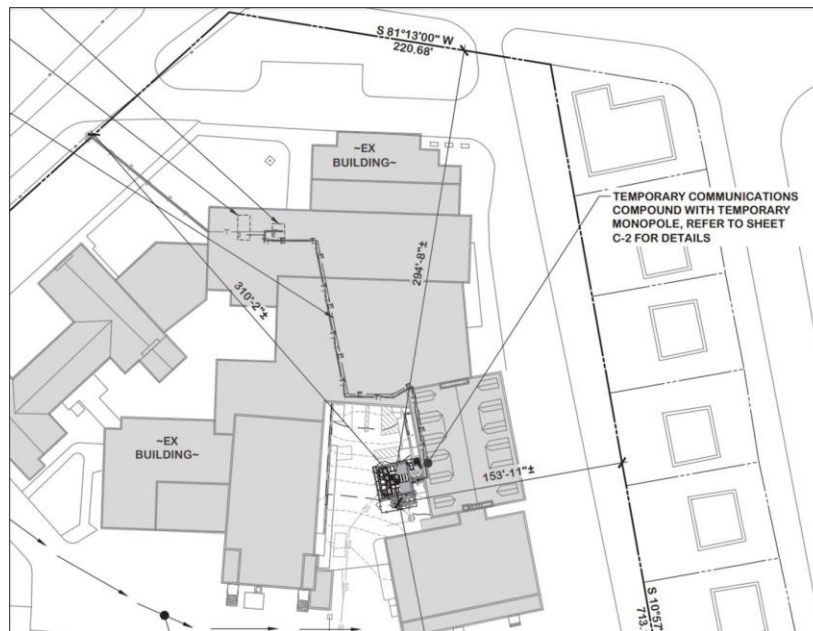 S 81°13'00" W
220.68'
~EX
BUILDING~
TEMPORARY COMMUNICATIONS
COMPOUND WITH TEMPORARY
MONOPOLE, REFER TO SHEET
C-2 FOR DETAILS
294'-8"±
310'-2"±
~EX
BUILDING~
153'-11"±
S 10°57'
713.